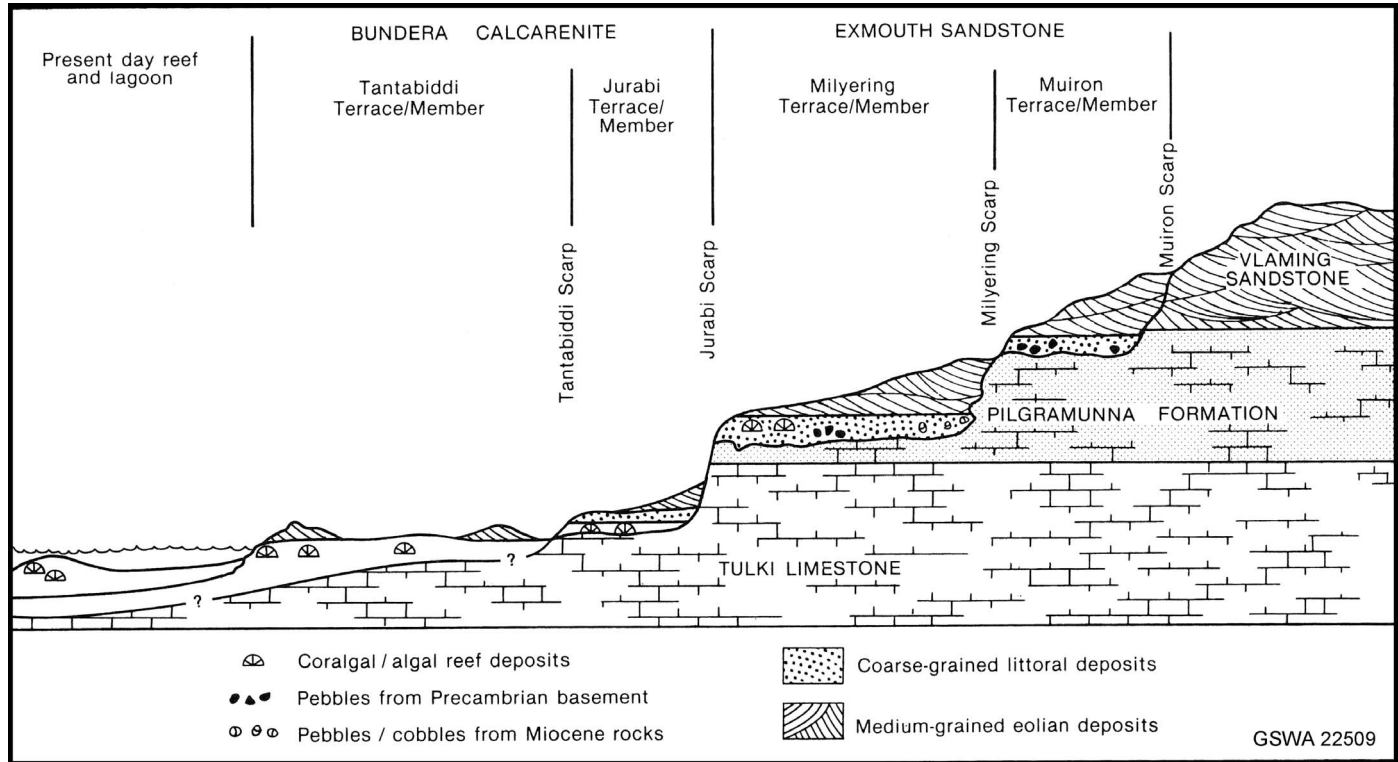 BUNDERA CALCARENITE
EXMOUTH SANDSTONE
Present day reef
and lagoon
Tantabiddi
Terrace/Member
Jurabi
Terrace/
Member
Milyering
Terrace/Member
Muiron
Terrace/Member
Tantabiddi Scarp
Jurabi Scarp
Milyering Scarp
Muiron Scarp
VLAMING
SANDSTONE
PILGRAMUNNA FORMATION
TULKI LIMESTONE
?
?
Coralgal / algal reef deposits
Pebbles from Precambrian basement
Pebbles / cobbles from Miocene rocks
Coarse-grained littoral deposits
Medium-grained eolian deposits
GSWA 22509